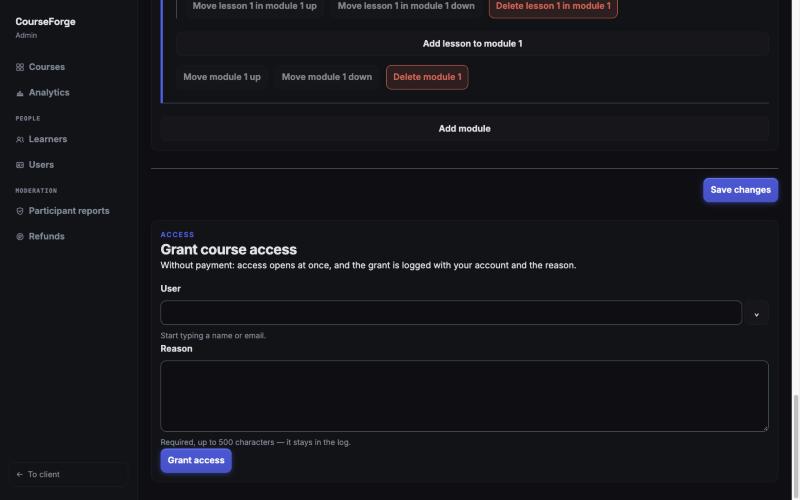 CourseForge
Admin
Courses
Analytics
PEOPLE
Learners
Users
MODERATION
Participant reports
Refunds
← To client
Move lesson 1 in module 1 up
Move lesson 1 in module 1 down
Delete lesson 1 in module 1
Add lesson to module 1
Move module 1 up
Move module 1 down
Delete module 1
Add module
Save changes
ACCESS
Grant course access
Without payment: access opens at once, and the grant is logged with your account and the reason.
User
Start typing a name or email.
Reason
Required, up to 500 characters — it stays in the log.
Grant access